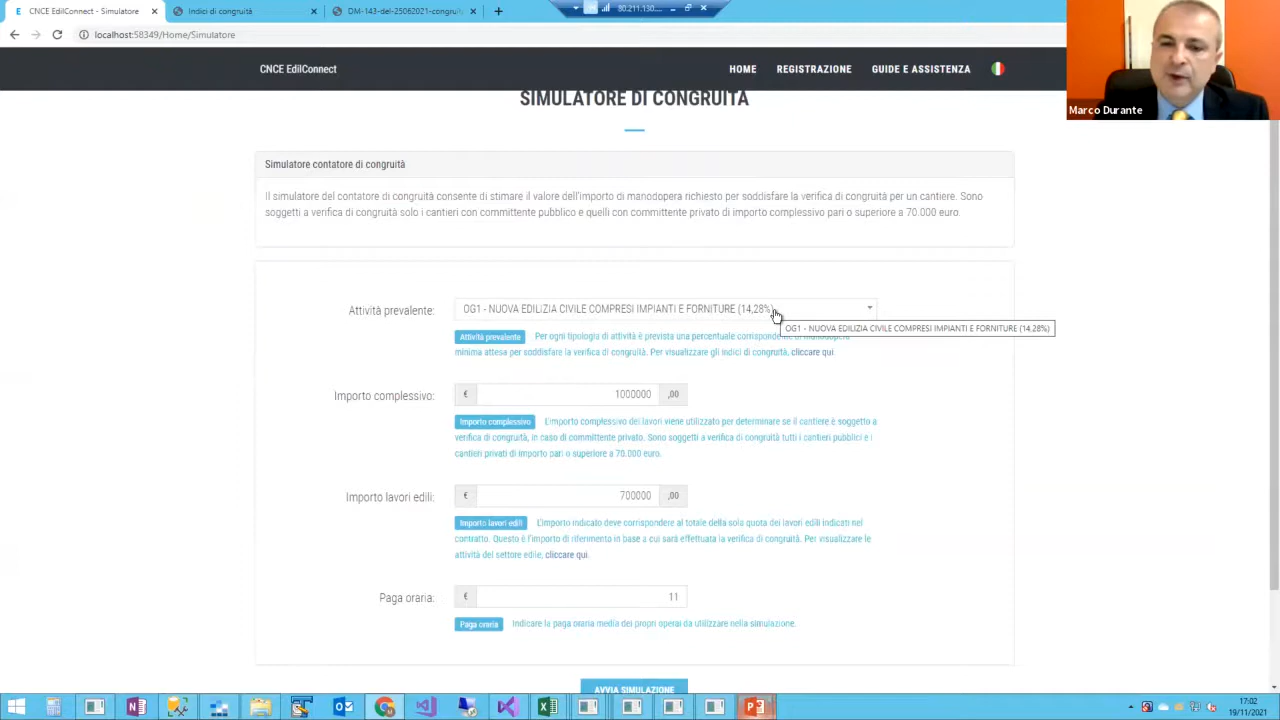 CNCE EdilConnect - Simulatore
Indici di congruità
DM-143-del-25062021-congruita
80.211.130....
localhost:58349/Home/Simulatore
CNCE EdilConnect
HOME
REGISTRAZIONE
GUIDE E ASSISTENZA
Marco Durante
SIMULATORE DI CONGRUITÀ
Simulatore contatore di congruità
Il simulatore del contatore di congruità consente di stimare il valore dell'importo di manodopera richiesto per soddisfare la verifica di congruità per un cantiere. Sono
soggetti a verifica di congruità solo i cantieri con committente pubblico e quelli con committente privato di importo complessivo pari o superiore a 70.000 euro.
Attività prevalente:
OG1 - NUOVA EDILIZIA CIVILE COMPRESI IMPIANTI E FORNITURE (14,28%)
OG1 - NUOVA EDILIZIA CIVILE COMPRESI IMPIANTI E FORNITURE (14,28%)
Attività prevalente Per ogni tipologia di attività è prevista una percentuale di manodopera
minima attesa per soddisfare la verifica di congruità. Per visualizzare gli indici di congruità, cliccare qui.
Importo complessivo:
€ 1000000 ,00
Importo complessivo L'importo complessivo dei lavori viene utilizzato per determinare se il cantiere è soggetto a
verifica di congruità, in caso di committente privato. Sono soggetti a verifica di congruità tutti i cantieri pubblici e i
cantieri privati di importo pari o superiore a 70.000 euro.
Importo lavori edili:
€ 700000 ,00
Importo lavori edili L'importo indicato deve corrispondere al totale della sola quota dei lavori edili indicati nel
contratto. Questo è l'importo di riferimento in base a cui sarà effettuata la verifica di congruità. Per visualizzare le
attività del settore edile, cliccare qui.
Paga oraria:
€ 11
Paga oraria Indicare la paga oraria media dei propri operai da utilizzare nella simulazione.
AVVIA SIMULAZIONE
17:02
19/11/2021